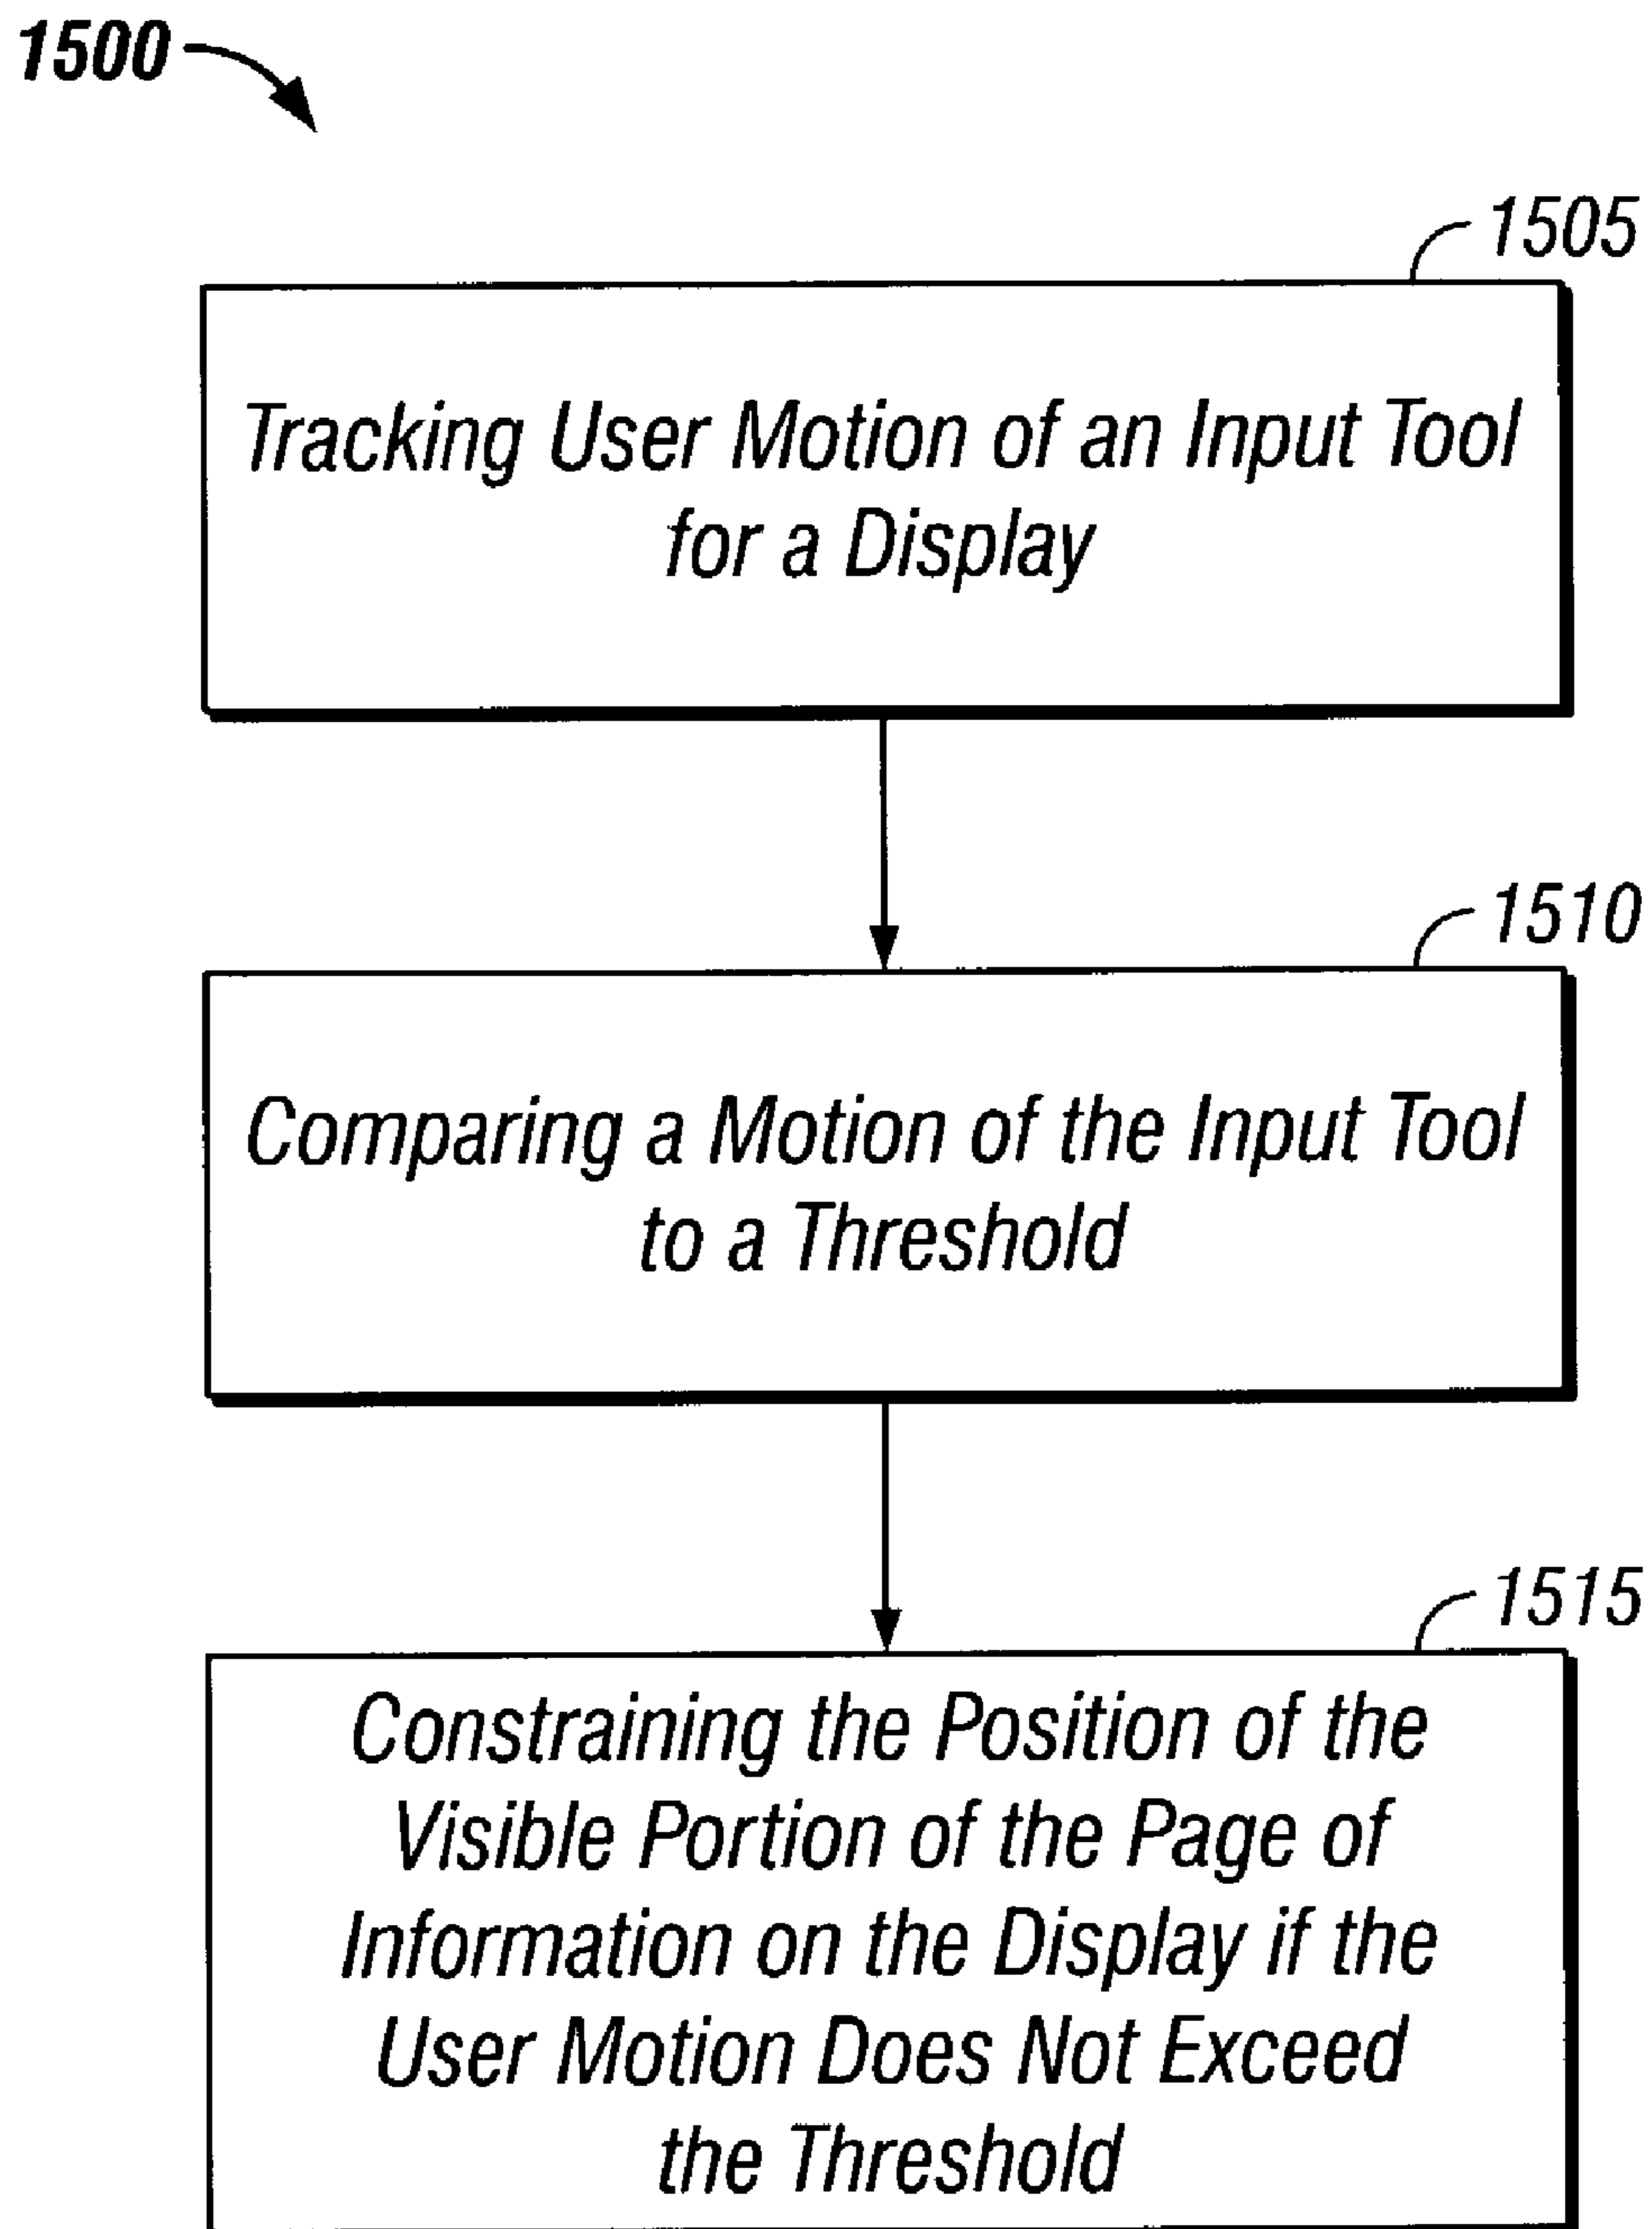 1500
1505
Tracking User Motion of an Input Tool
for a Display
1510
Comparing a Motion of the Input Tool
to a Threshold
1515
Constraining the Position of the
Visible Portion of the Page of
Information on the Display if the
User Motion Does Not Exceed
the Threshold